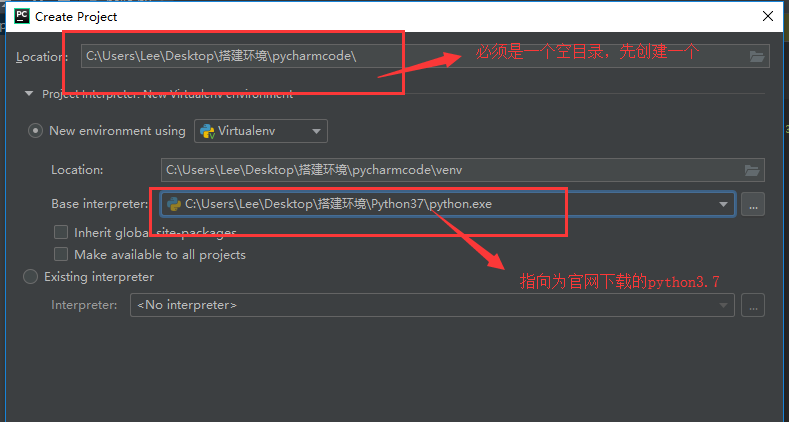 PC Create Project
Location: C:\Users\Lee\Desktop\搭建环境\pycharmcode\ 必须是一个空目录，先创建一个
Project Interpreter: New Virtualenv environment
New environment using Virtualenv
Location: C:\Users\Lee\Desktop\搭建环境\pycharmcode\venv
Base interpreter: C:\Users\Lee\Desktop\搭建环境\Python37\python.exe ...
Inherit global site-packages
Make available to all projects
Existing interpreter
指向为官网下载的python3.7
Interpreter: <No interpreter> ...